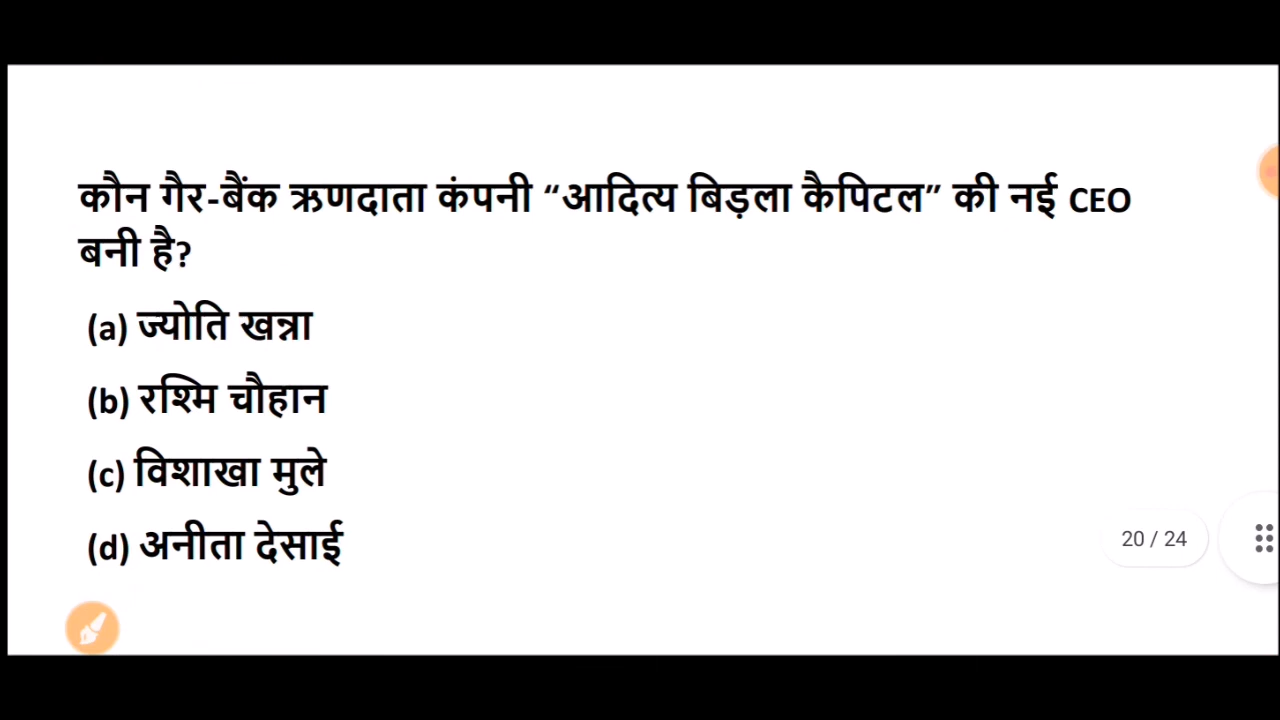 कौन गैर-बैंक ऋणदाता कंपनी “आदित्य बिड़ला कैपिटल” की नई CEO
बनी है?
(a) ज्योति खन्ना
(b) रश्मि चौहान
(c) विशाखा मुले
(d) अनीता देसाई
20 / 24